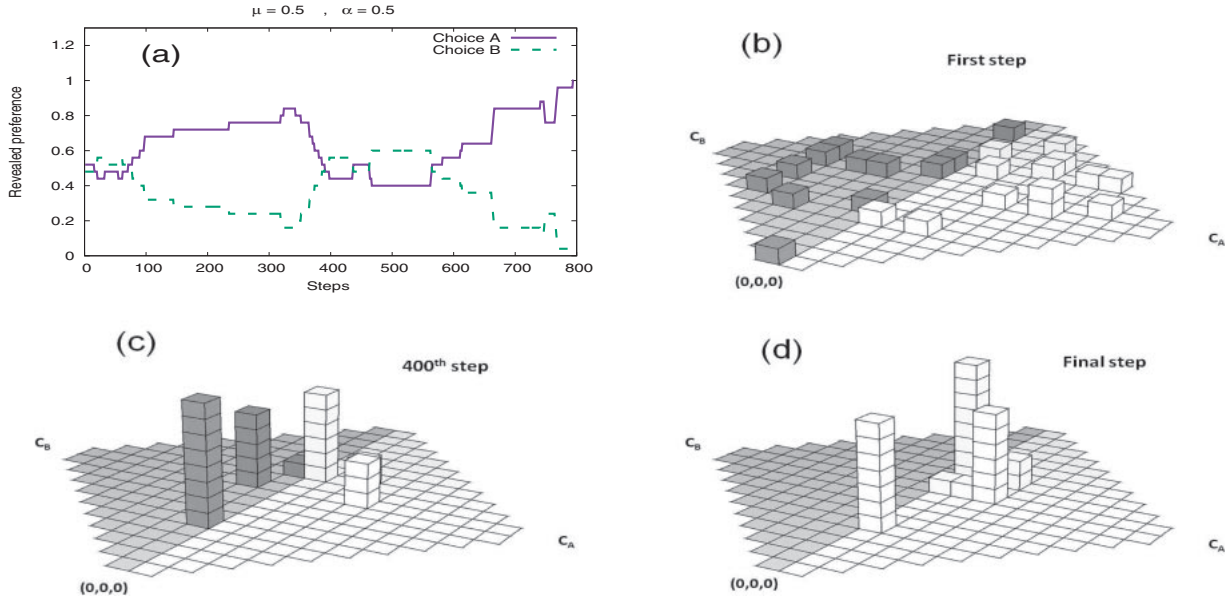 μ = 0.5 , α = 0.5
(a)
Choice A
Choice B
Revealed preference
1.2
1
0.8
0.6
0.4
0.2
0
0 100 200 300 400 500 600 700 800
Steps
(b)
First step
C_B
C_A
(0,0,0)
(c)
400th step
C_B
C_A
(0,0,0)
(d)
Final step
C_B
C_A
(0,0,0)